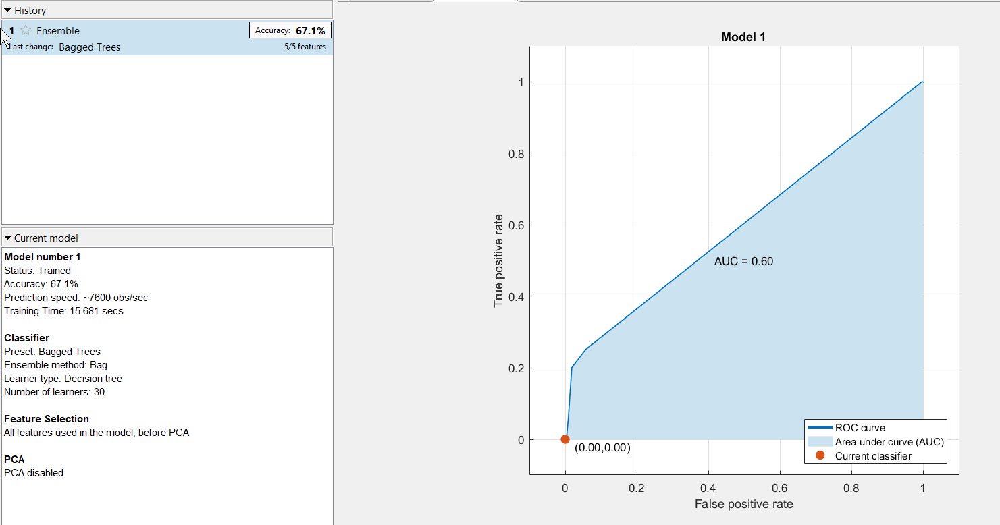 History
1 Ensemble Accuracy: 67.1%
Last change: Bagged Trees 5/5 features
Current model
Model number 1
Status: Trained
Accuracy: 67.1%
Prediction speed: ~7600 obs/sec
Training Time: 15.681 secs
Classifier
Preset: Bagged Trees
Ensemble method: Bag
Learner type: Decision tree
Number of learners: 30
Feature Selection
All features used in the model, before PCA
PCA
PCA disabled
Model 1
True positive rate
1
0.8
0.6
0.4
0.2
0
AUC = 0.60
(0.00,0.00)
ROC curve
Area under curve (AUC)
Current classifier
0 0.2 0.4 0.6 0.8 1
False positive rate